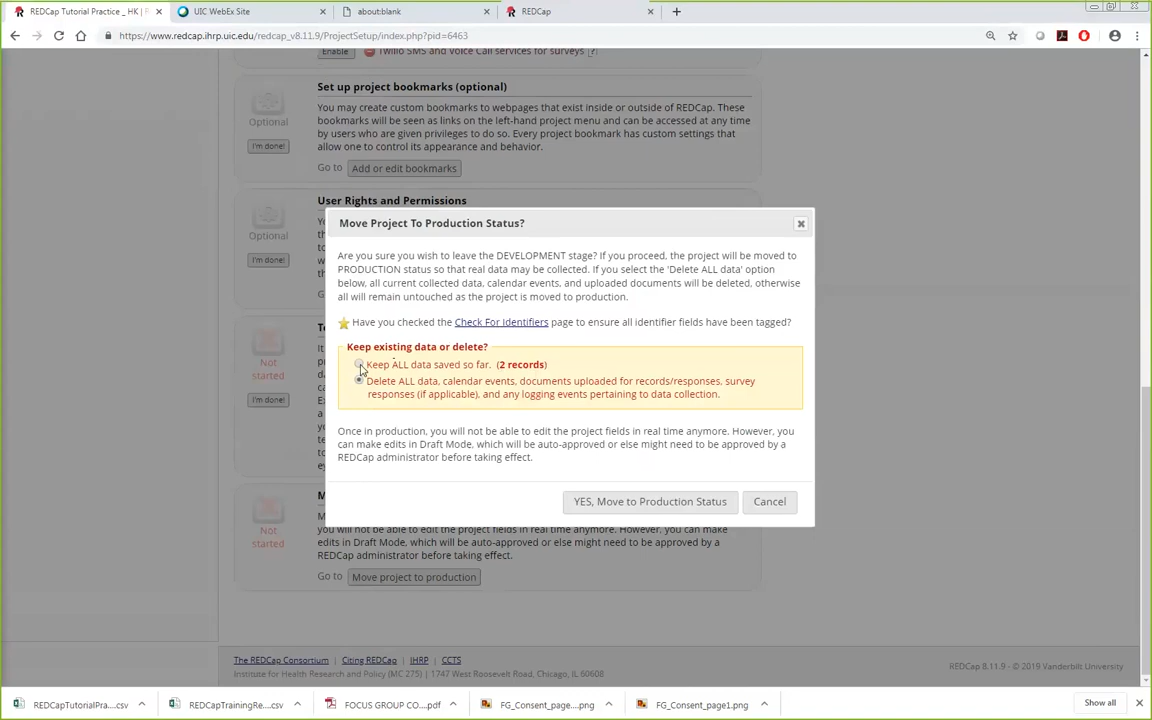 REDCap Tutorial Practice _ HK |
UIC WebEx Site
about:blank
REDCap
https://www.redcap.ihrp.uic.edu/redcap_v8.11.9/ProjectSetup/index.php?pid=6463
Enable
Twilio SMS and Voice Call services for surveys
Set up project bookmarks (optional)
Optional
I'm done!
You may create custom bookmarks to webpages that exist inside or outside of REDCap. These
bookmarks will be seen as links on the left-hand project menu and can be accessed at any time
by users who are given privileges to do so. Every project bookmark has custom settings that
allow one to control its appearance and behavior.
Go to Add or edit bookmarks
User Rights and Permissions
Optional
I'm done!
Move Project To Production Status?
Are you sure you wish to leave the DEVELOPMENT stage? If you proceed, the project will be moved to
PRODUCTION status so that real data may be collected. If you select the 'Delete ALL data' option
below, all current collected data, calendar events, and uploaded documents will be deleted, otherwise
all will remain untouched as the project is moved to production.
Have you checked the Check For Identifiers page to ensure all identifier fields have been tagged?
Keep existing data or delete?
Keep ALL data saved so far. (2 records)
Delete ALL data, calendar events, documents uploaded for records/responses, survey
responses (if applicable), and any logging events pertaining to data collection.
Once in production, you will not be able to edit the project fields in real time anymore. However, you
can make edits in Draft Mode, which will be auto-approved or else might need to be approved by a
REDCap administrator before taking effect.
YES, Move to Production Status
Cancel
Not
started
I'm done!
Not
started
you will not be able to edit the project fields in real time anymore. However, you can make
edits in Draft Mode, which will be auto-approved or else might need to be approved by a
REDCap administrator before taking effect.
Go to Move project to production
The REDCap Consortium | Citing REDCap | IHRP | CCTS
Institute for Health Research and Policy (MC 275) | 1747 West Roosevelt Road, Chicago, IL 60608
REDCap 8.11.9 - © 2019 Vanderbilt University
REDCapTutorialPra....csv
REDCapTrainingRe....csv
FOCUS GROUP CO....pdf
FG_Consent_page....png
FG_Consent_page1.png
Show all